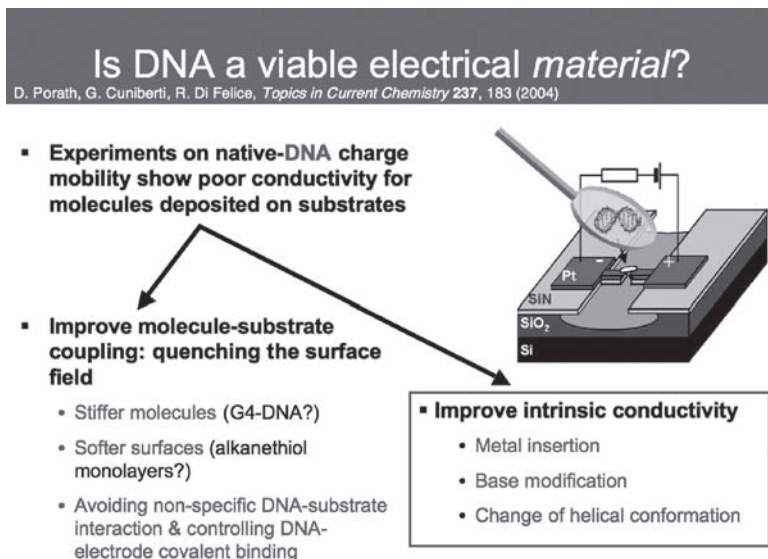 Is DNA a viable electrical material?
D. Porath, G. Cuniberti, R. Di Felice, Topics in Current Chemistry 237, 183 (2004)
▪ Experiments on native-DNA charge
mobility show poor conductivity for
molecules deposited on substrates
▪ Improve molecule-substrate
coupling: quenching the surface
field
• Stiffer molecules (G4-DNA?)
• Softer surfaces (alkanethiol
monolayers?)
• Avoiding non-specific DNA-substrate
interaction & controlling DNA-
electrode covalent binding
- +
Pt
SiN
SiO₂
Si
▪ Improve intrinsic conductivity
• Metal insertion
• Base modification
• Change of helical conformation